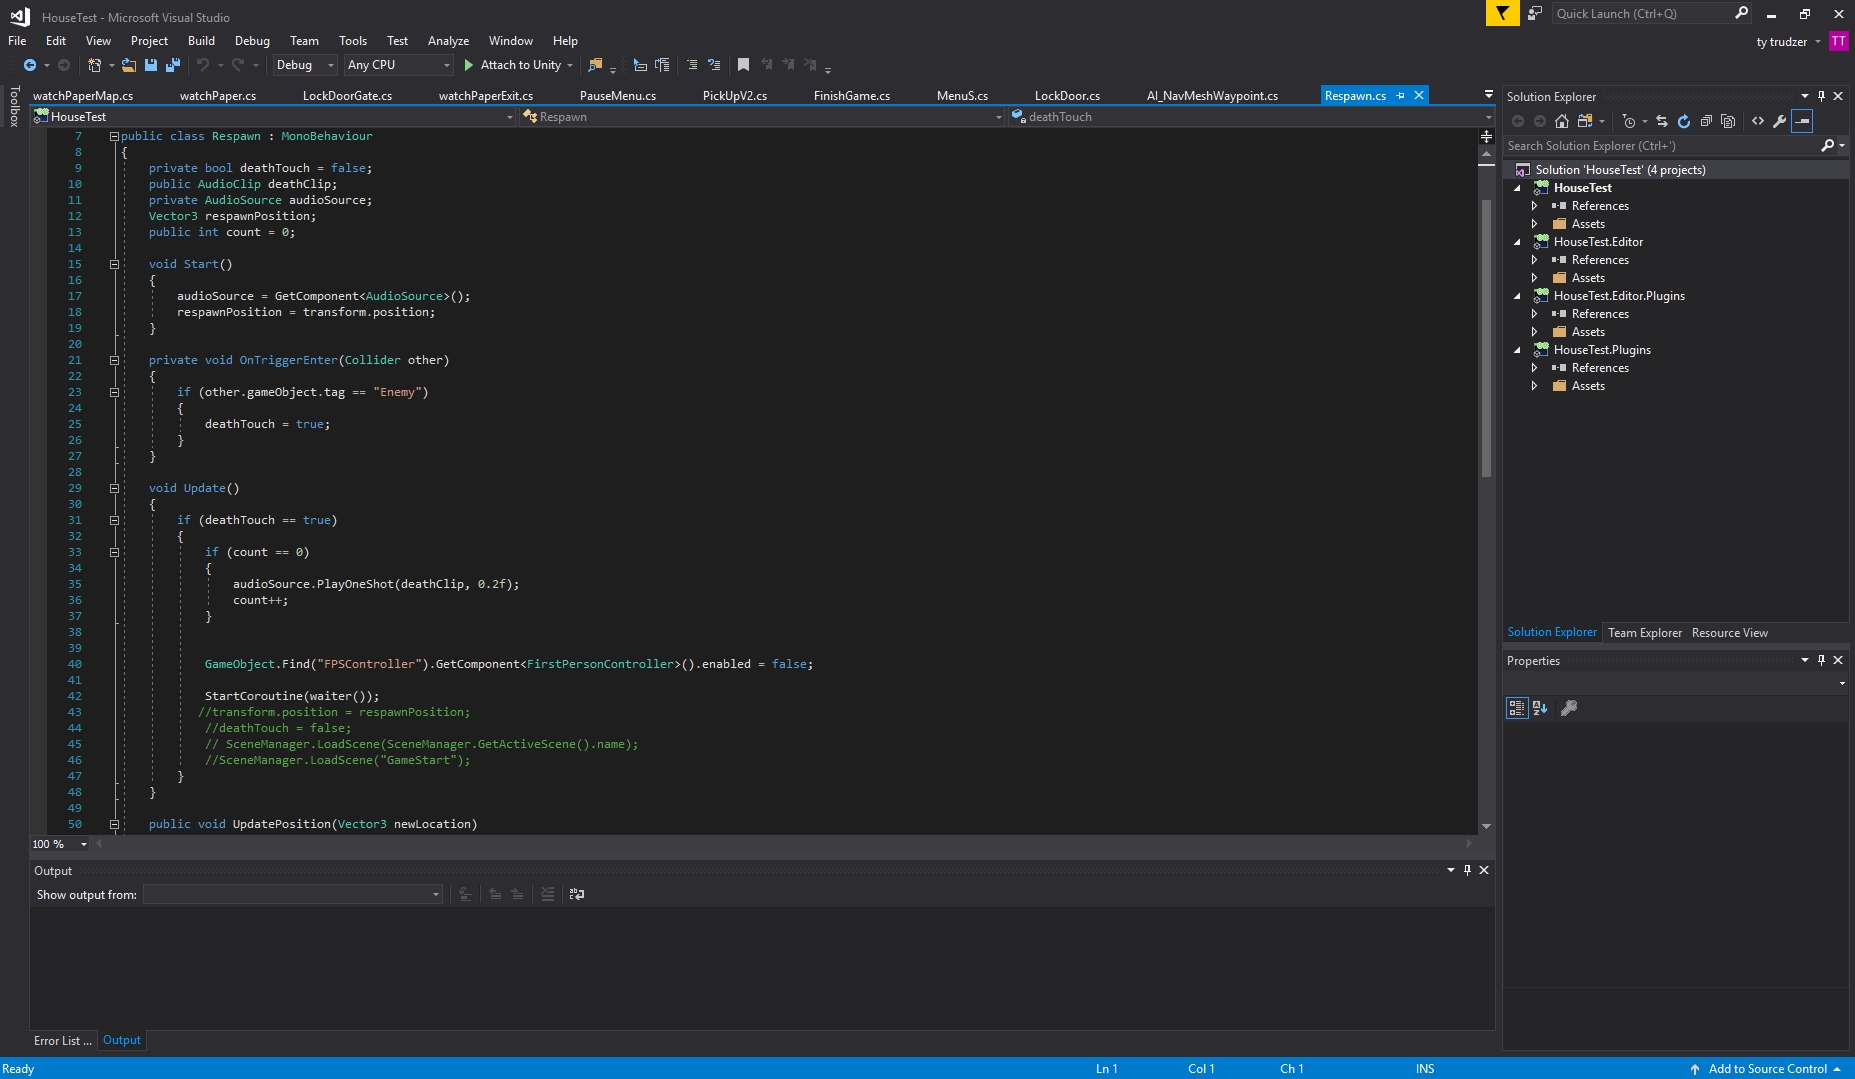 HouseTest - Microsoft Visual Studio
Quick Launch (Ctrl+Q)
File Edit View Project Build Debug Team Tools Test Analyze Window Help
ty trudzer TT
Debug Any CPU Attach to Unity
Toolbox
watchPaperMap.cs watchPaper.cs LockDoorGate.cs watchPaperExit.cs PauseMenu.cs PickUpV2.cs FinishGame.cs MenuS.cs LockDoor.cs AI_NavMeshWaypoint.cs Respawn.cs
HouseTest Respawn deathTouch
7 public class Respawn : MonoBehaviour
8 {
9 private bool deathTouch = false;
10 public AudioClip deathClip;
11 private AudioSource audioSource;
12 Vector3 respawnPosition;
13 public int count = 0;
14
15 void Start()
16 {
17 audioSource = GetComponent<AudioSource>();
18 respawnPosition = transform.position;
19 }
20
21 private void OnTriggerEnter(Collider other)
22 {
23 if (other.gameObject.tag == "Enemy")
24 {
25 deathTouch = true;
26 }
27 }
28
29 void Update()
30 {
31 if (deathTouch == true)
32 {
33 if (count == 0)
34 {
35 audioSource.PlayOneShot(deathClip, 0.2f);
36 count++;
37 }
38
39
40 GameObject.Find("FPSController").GetComponent<FirstPersonController>().enabled = false;
41
42 StartCoroutine(waiter());
43 //transform.position = respawnPosition;
44 //deathTouch = false;
45 // SceneManager.LoadScene(SceneManager.GetActiveScene().name);
46 //SceneManager.LoadScene("GameStart");
47 }
48 }
49
50 public void UpdatePosition(Vector3 newLocation)
100 %
Output
Show output from:
Error List ... Output
Solution Explorer
Search Solution Explorer (Ctrl+')
Solution 'HouseTest' (4 projects)
HouseTest
References
Assets
HouseTest.Editor
References
Assets
HouseTest.Editor.Plugins
References
Assets
HouseTest.Plugins
References
Assets
Solution Explorer Team Explorer Resource View
Properties
Ready Ln 1 Col 1 Ch 1 INS Add to Source Control